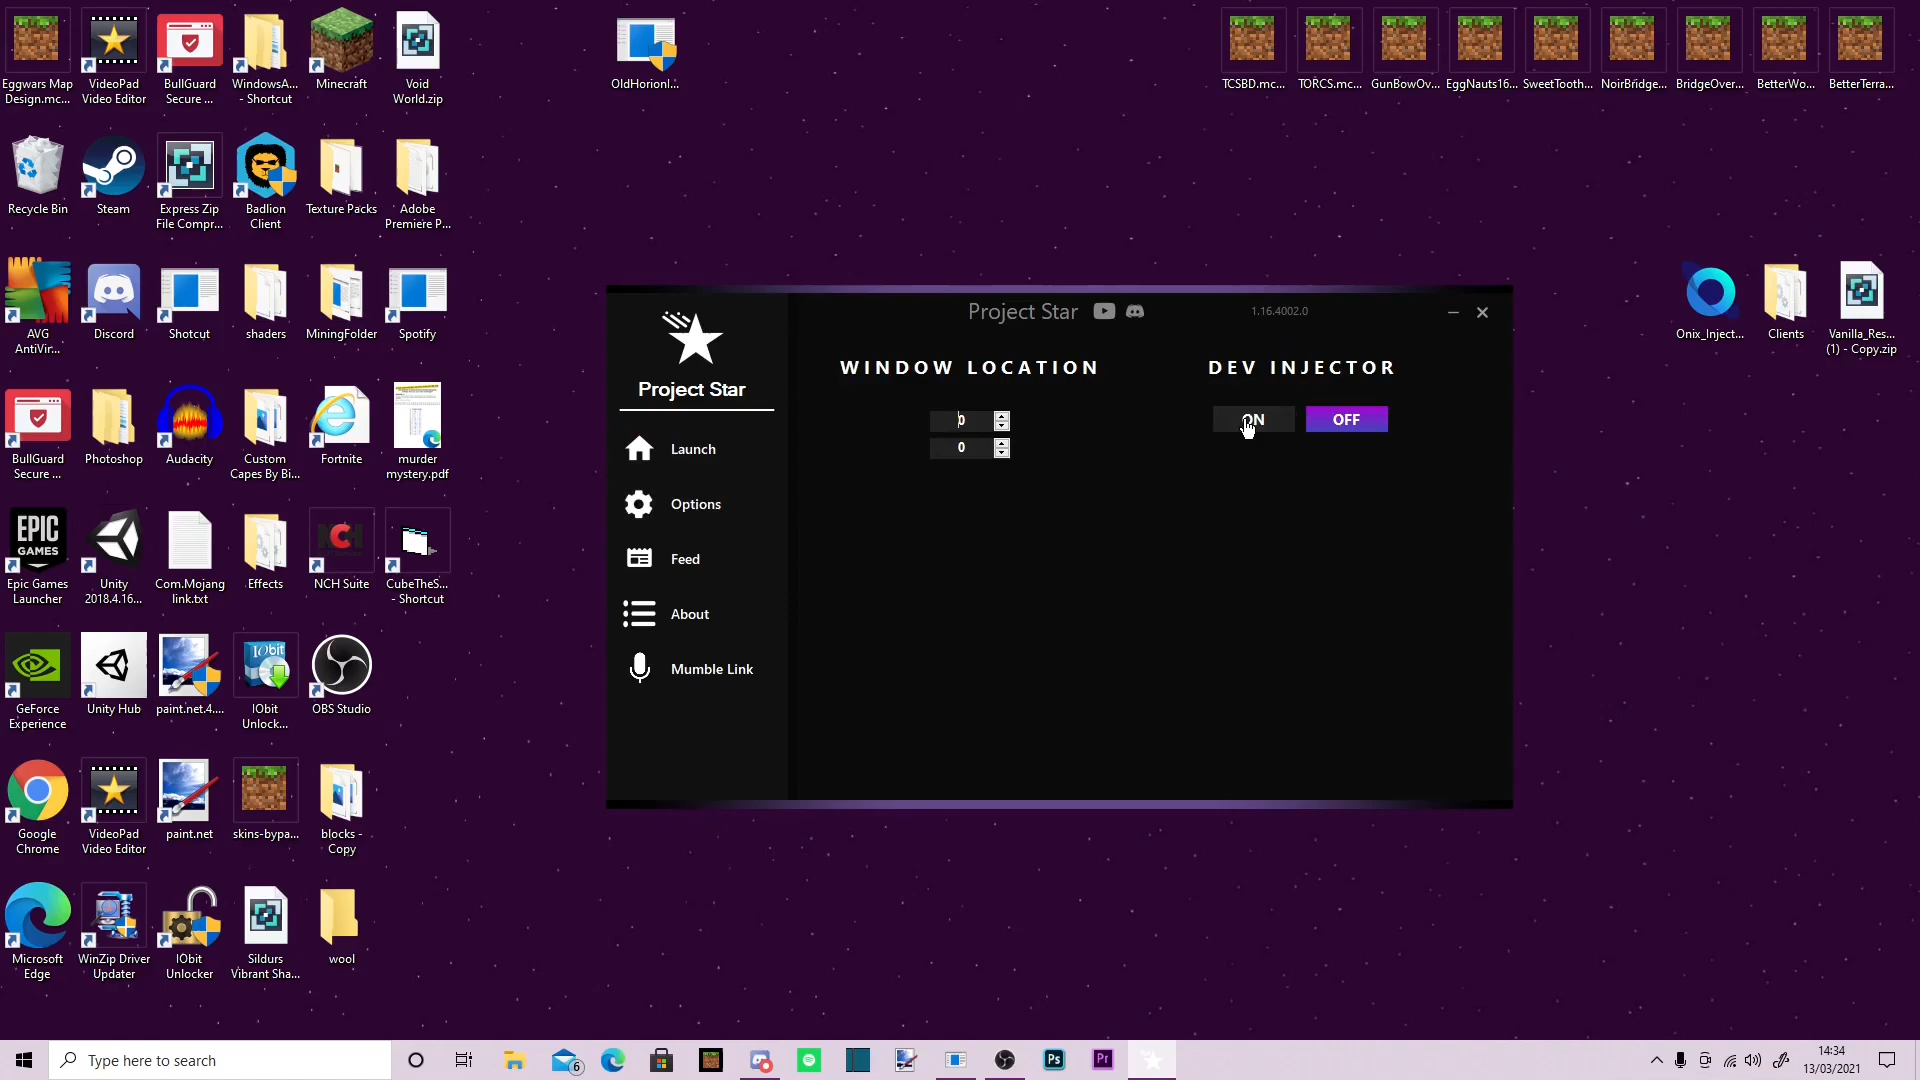 Eggwars Map
Design.mc...
VideoPad
Video Editor
BullGuard
Secure ...
WindowsA...
- Shortcut
Minecraft
Void
World.zip
OldHorionI...
TCSBD.mc...
TORCS.mc...
GunBowOv...
EggNauts16...
SweetTooth...
NoirBridge...
BridgeOver...
BetterWo...
BetterTerra...
Recycle Bin
Steam
Express Zip
File Compr...
Badlion
Client
Texture Packs
Adobe
Premiere P...
AVG
AntiVir...
Discord
Shotcut
shaders
MiningFolder
Spotify
Onix_Inject...
Clients
Vanilla_Res...
(1) - Copy.zip
BullGuard
Secure ...
Photoshop
Audacity
Custom
Capes By Bi...
Fortnite
murder
mystery.pdf
EPIC
GAMES
Epic Games
Launcher
Unity
2018.4.16...
Com.Mojang
link.txt
Effects
NCH
NCH Suite
CubeTheS...
- Shortcut
GeForce
Experience
Unity Hub
paint.net.4....
IObit
IObit
Unlock...
OBS Studio
Google
Chrome
VideoPad
Video Editor
paint.net
skins-bypa...
blocks -
Copy
Microsoft
Edge
WinZip Driver
Updater
IObit
Unlocker
Sildurs
Vibrant Sha...
wool
Project Star
1.16.4002.0
Project Star
Launch
Options
Feed
About
Mumble Link
WINDOW LOCATION
0
0
DEV INJECTOR
ON
OFF
Type here to search
6
Ps
Pr
14:34
13/03/2021